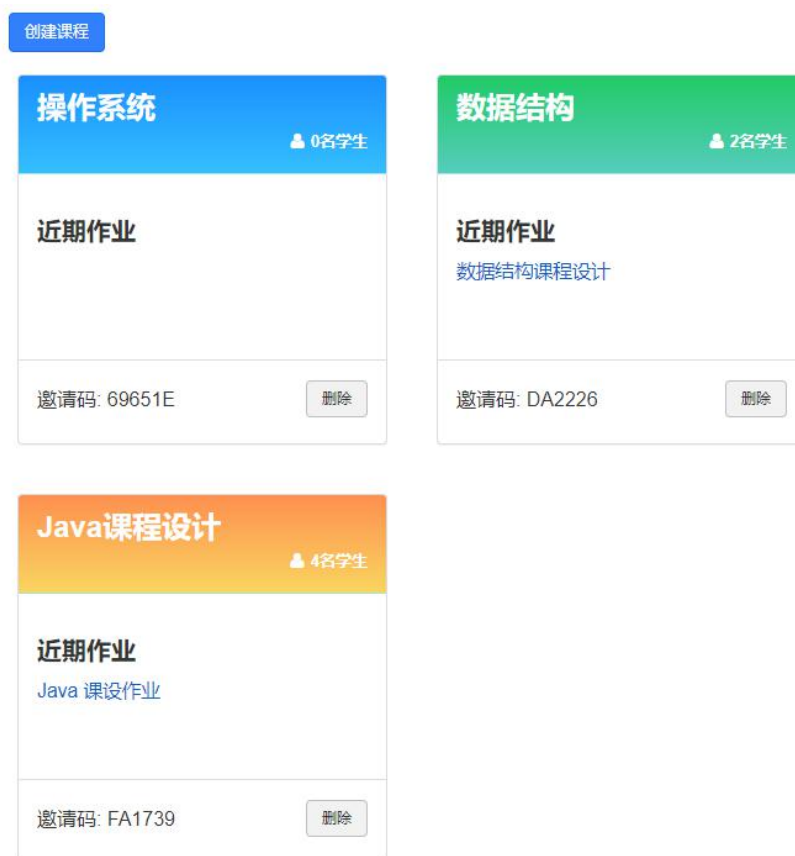 创建课程
操作系统
0名学生
近期作业
邀请码: 69651E
删除
数据结构
2名学生
近期作业
数据结构课程设计
邀请码: DA2226
删除
Java课程设计
4名学生
近期作业
Java 课设作业
邀请码: FA1739
删除